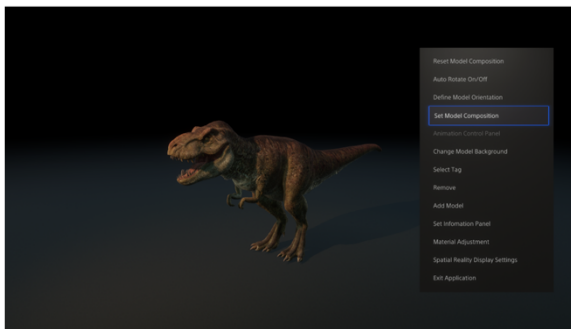 Reset Model Composition
Auto Rotate On/Off
Define Model Orientation
Set Model Composition
Animation Control Panel
Change Model Background
Select Tag
Remove
Add Model
Set Infomation Panel
Material Adjustment
Spatial Reality Display Settings
Exit Application